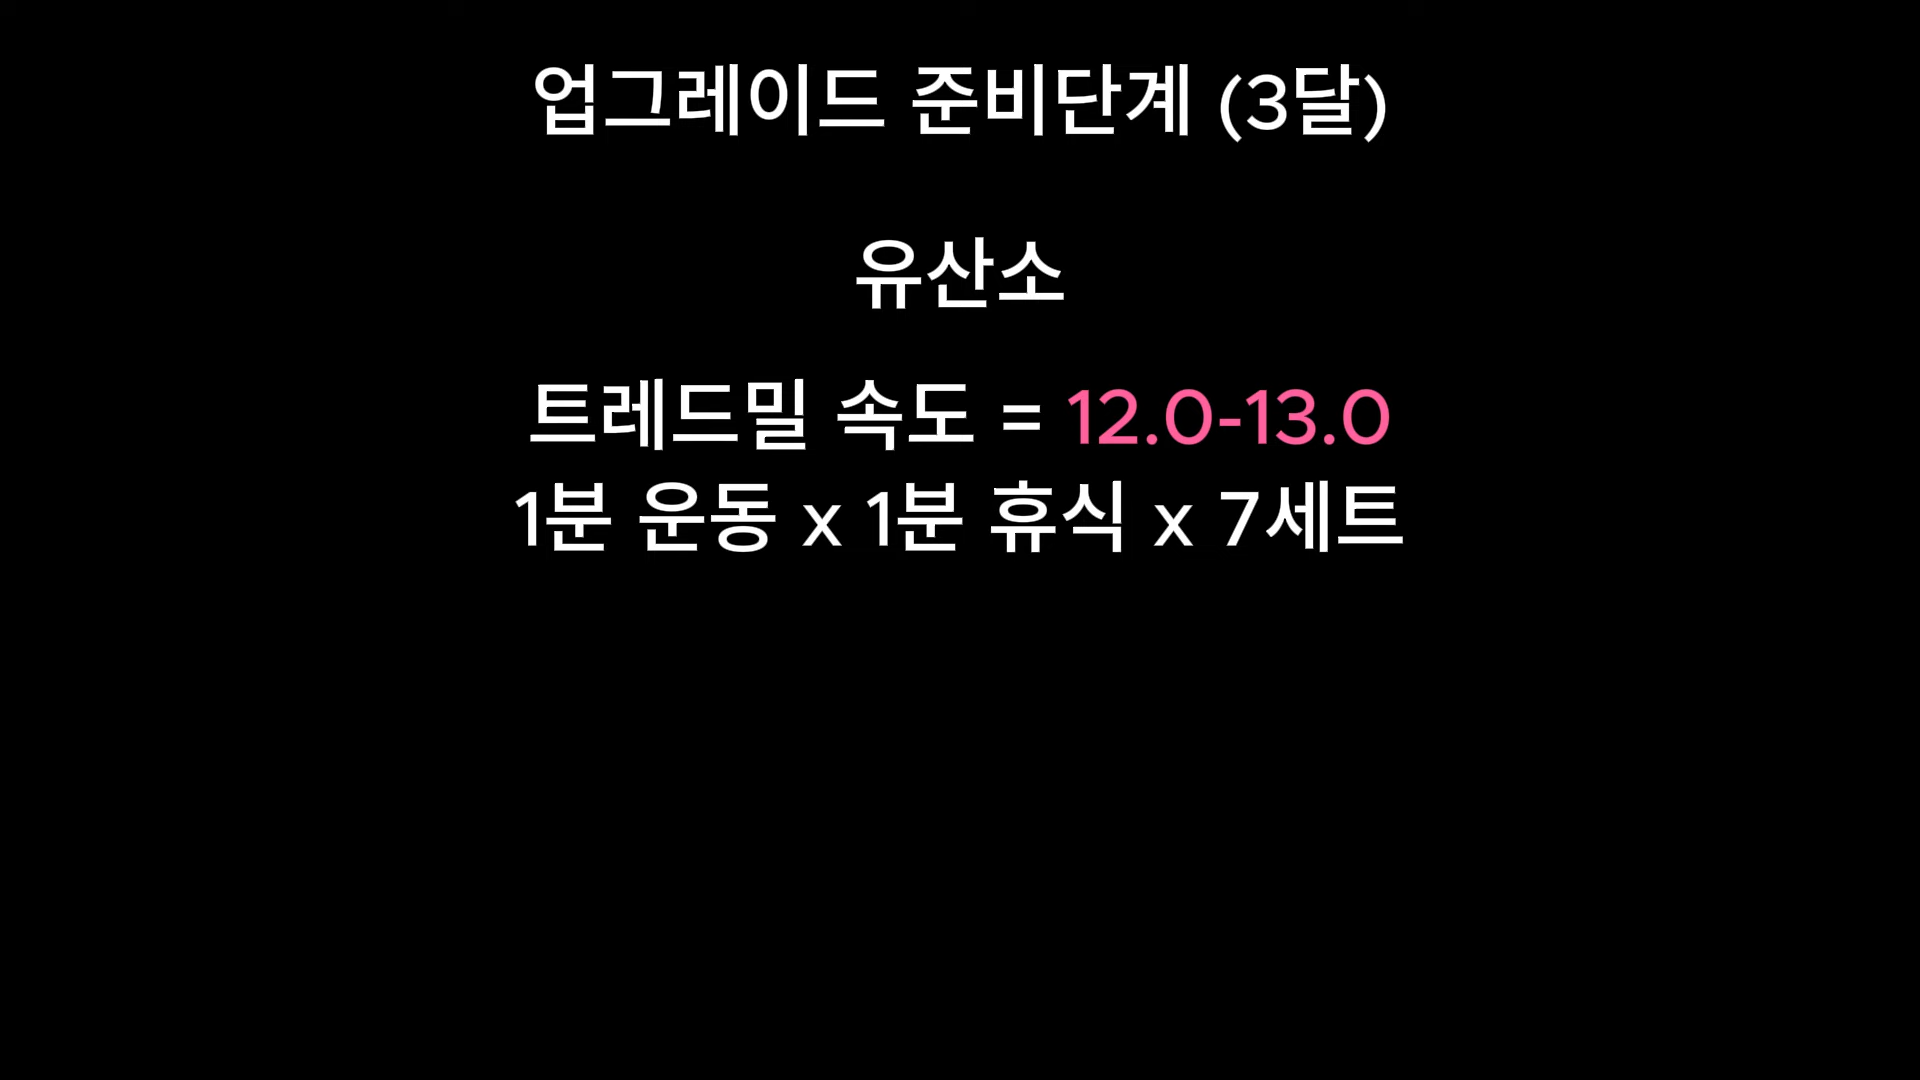 업그레이드 준비단계 (3달)
유산소
트레드밀 속도 = 12.0-13.0
1분 운동 x 1분 휴식 x 7세트